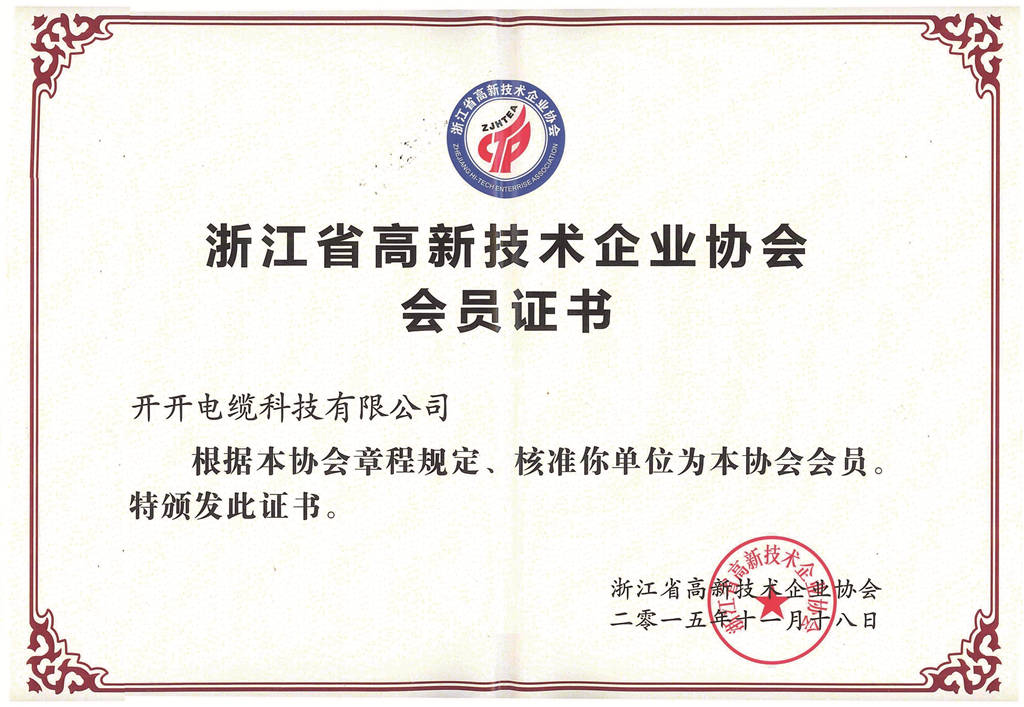 浙江省高新技术企业协会
ZJHTEA
ZHEJIANG HI-TECH ENTERRISE ASSOCIATION
浙江省高新技术企业协会
会员证书
开开电缆科技有限公司
根据本协会章程规定、核准你单位为本协会会员。
特颁发此证书。
浙江省高新技术企业协会
二零一五年十一月十八日
浙江省高新技术企业协会